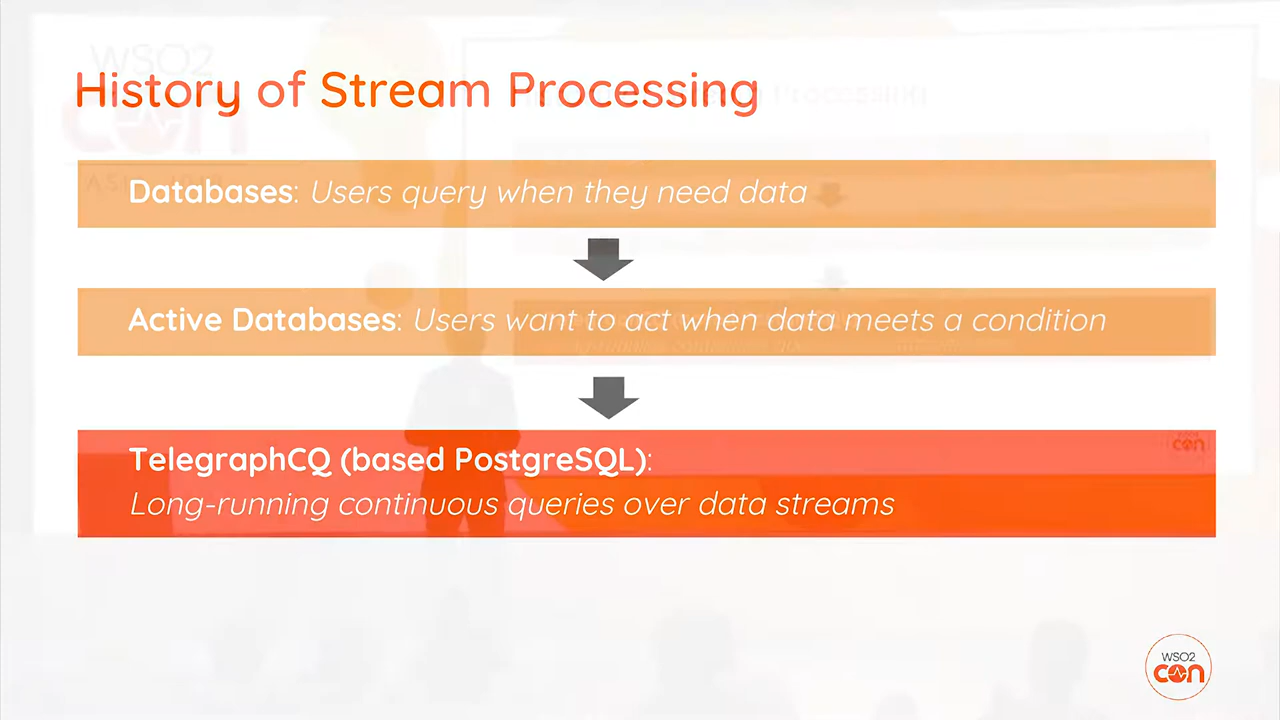 WSO2
History of Stream Processing
Databases: Users query when they need data
Active Databases: Users want to act when data meets a condition
TelegraphCQ (based PostgreSQL):
Long-running continuous queries over data streams
WSO2
con